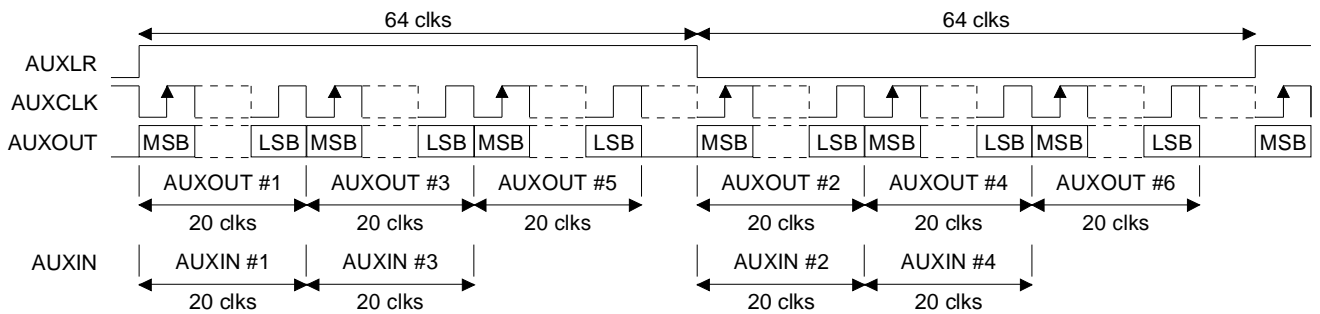 64 clks 64 clks
AUXLR
AUXCLK
AUXOUT MSB LSB MSB LSB MSB LSB MSB LSB MSB LSB MSB LSB MSB
AUXOUT #1 AUXOUT #3 AUXOUT #5 AUXOUT #2 AUXOUT #4 AUXOUT #6
20 clks 20 clks 20 clks 20 clks 20 clks 20 clks
AUXIN AUXIN #1 AUXIN #3 AUXIN #2 AUXIN #4
20 clks 20 clks 20 clks 20 clks